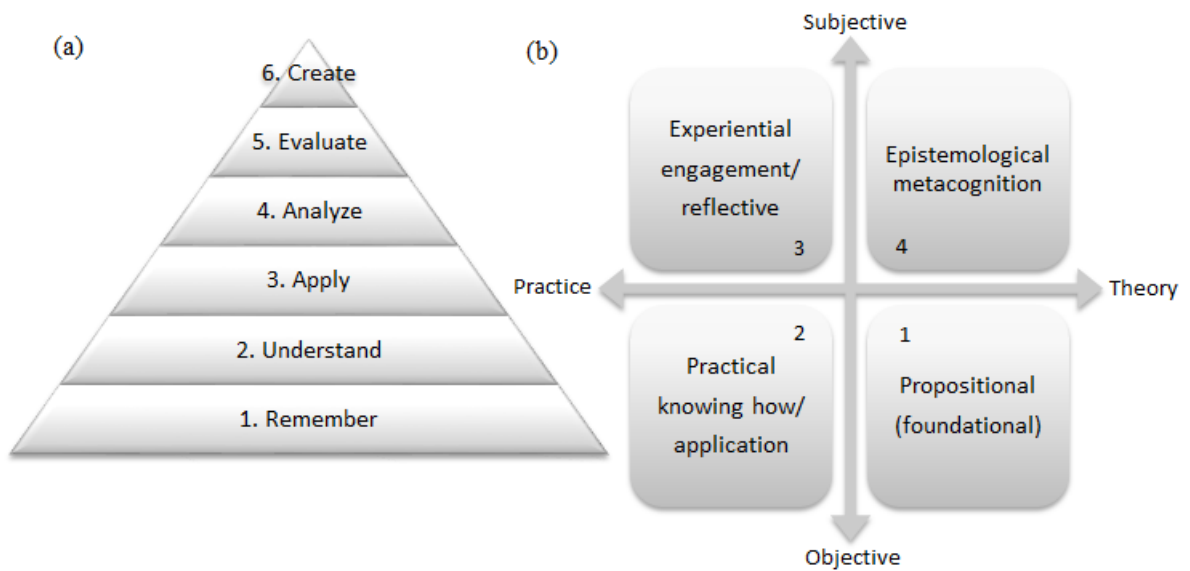 (a)
6. Create
5. Evaluate
4. Analyze
3. Apply
2. Understand
1. Remember
(b)
Subjective
Experiential
engagement/
reflective
3
Epistemological
metacognition
4
Practice
Theory
2
Practical
knowing how/
application
1
Propositional
(foundational)
Objective